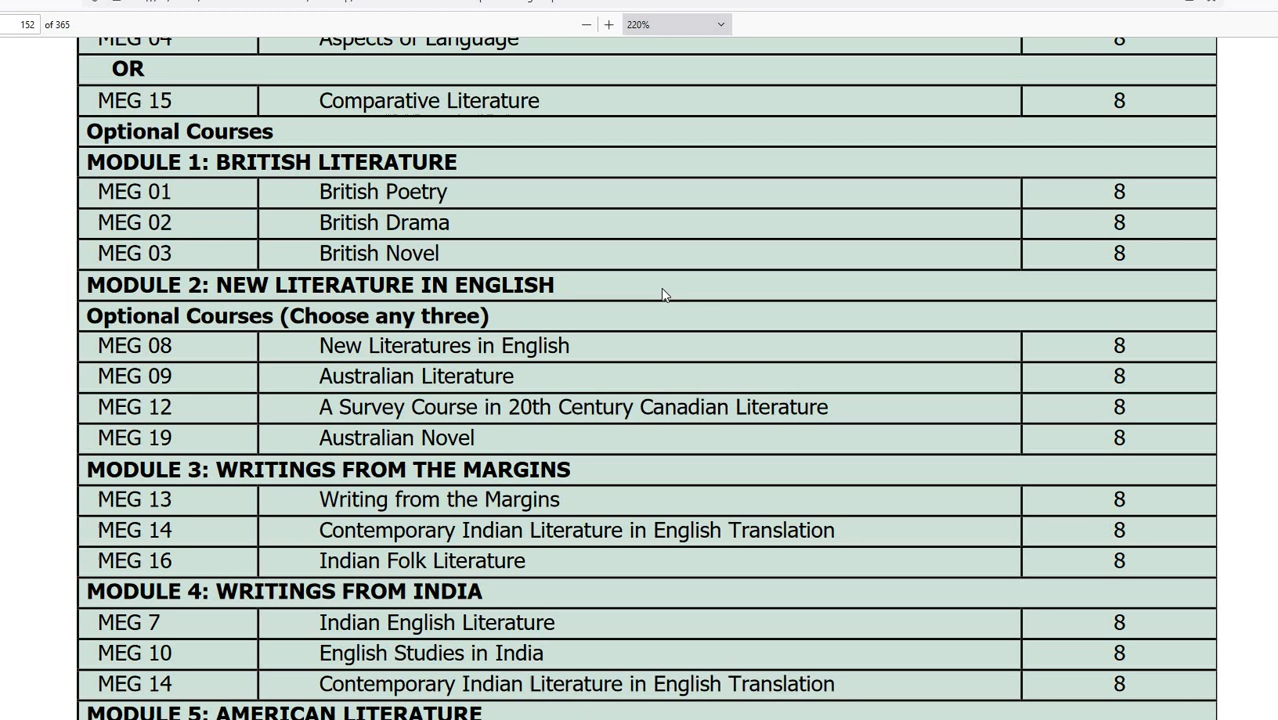 152 of 365 220%
MEG 04 Aspects of Language 8
OR
MEG 15 Comparative Literature 8
Optional Courses
MODULE 1: BRITISH LITERATURE
MEG 01 British Poetry 8
MEG 02 British Drama 8
MEG 03 British Novel 8
MODULE 2: NEW LITERATURE IN ENGLISH
Optional Courses (Choose any three)
MEG 08 New Literatures in English 8
MEG 09 Australian Literature 8
MEG 12 A Survey Course in 20th Century Canadian Literature 8
MEG 19 Australian Novel 8
MODULE 3: WRITINGS FROM THE MARGINS
MEG 13 Writing from the Margins 8
MEG 14 Contemporary Indian Literature in English Translation 8
MEG 16 Indian Folk Literature 8
MODULE 4: WRITINGS FROM INDIA
MEG 7 Indian English Literature 8
MEG 10 English Studies in India 8
MEG 14 Contemporary Indian Literature in English Translation 8
MODULE 5: AMERICAN LITERATURE